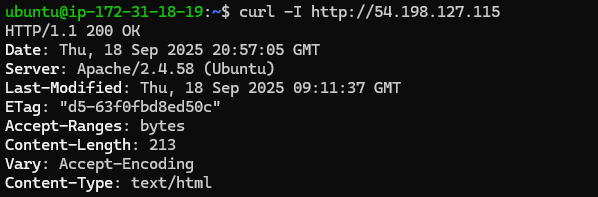 ubuntu@ip-172-31-18-19:~$ curl -I http://54.198.127.115
HTTP/1.1 200 OK
Date: Thu, 18 Sep 2025 20:57:05 GMT
Server: Apache/2.4.58 (Ubuntu)
Last-Modified: Thu, 18 Sep 2025 09:11:37 GMT
ETag: "d5-63f0fbd8ed50c"
Accept-Ranges: bytes
Content-Length: 213
Vary: Accept-Encoding
Content-Type: text/html